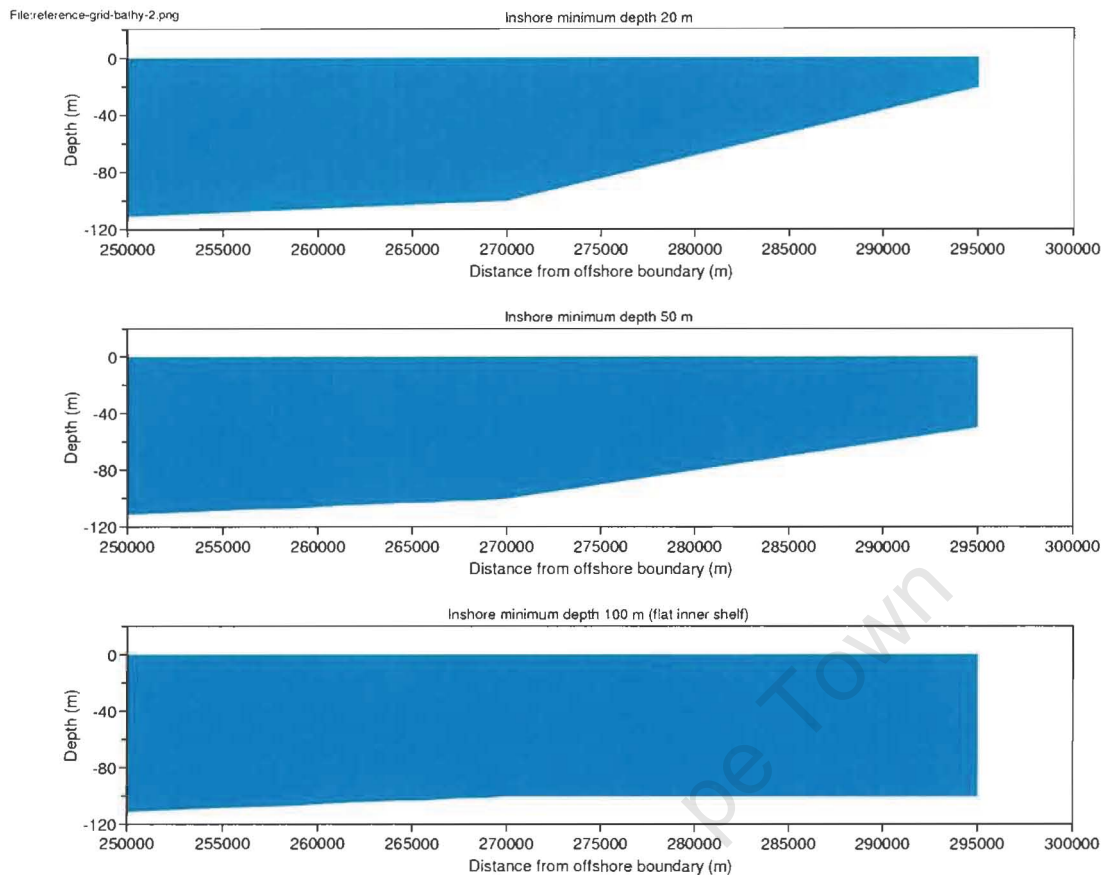 File:reference-grid-bathy-2.png
Inshore minimum depth 20 m
Depth (m)
0
-40
-80
-120
250000 255000 260000 265000 270000 275000 280000 285000 290000 295000 300000
Distance from offshore boundary (m)
Inshore minimum depth 50 m
Depth (m)
0
-40
-80
-120
250000 255000 260000 265000 270000 275000 280000 285000 290000 295000 300000
Distance from offshore boundary (m)
Inshore minimum depth 100 m (flat inner shelf)
Depth (m)
0
-40
-80
-120
250000 255000 260000 265000 270000 275000 280000 285000 290000 295000 300000
Distance from offshore boundary (m)
pe Town